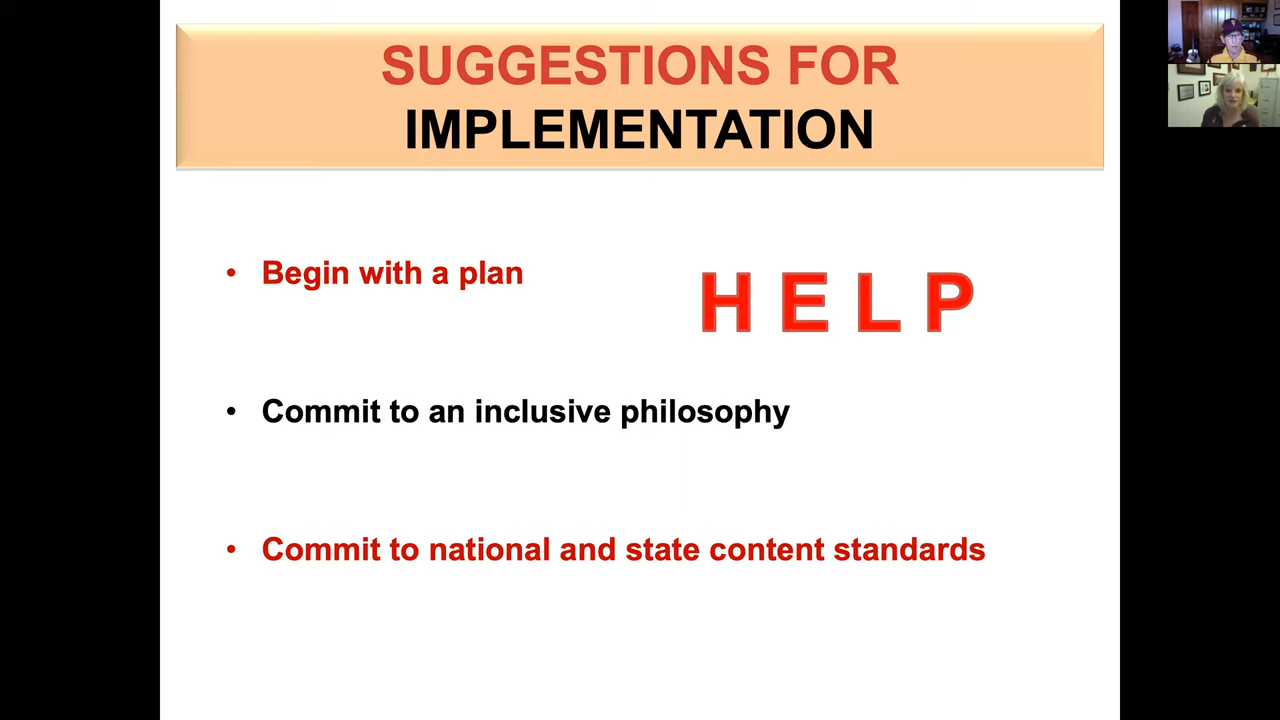 SUGGESTIONS FOR
IMPLEMENTATION
• Begin with a plan
H E L P
• Commit to an inclusive philosophy
• Commit to national and state content standards